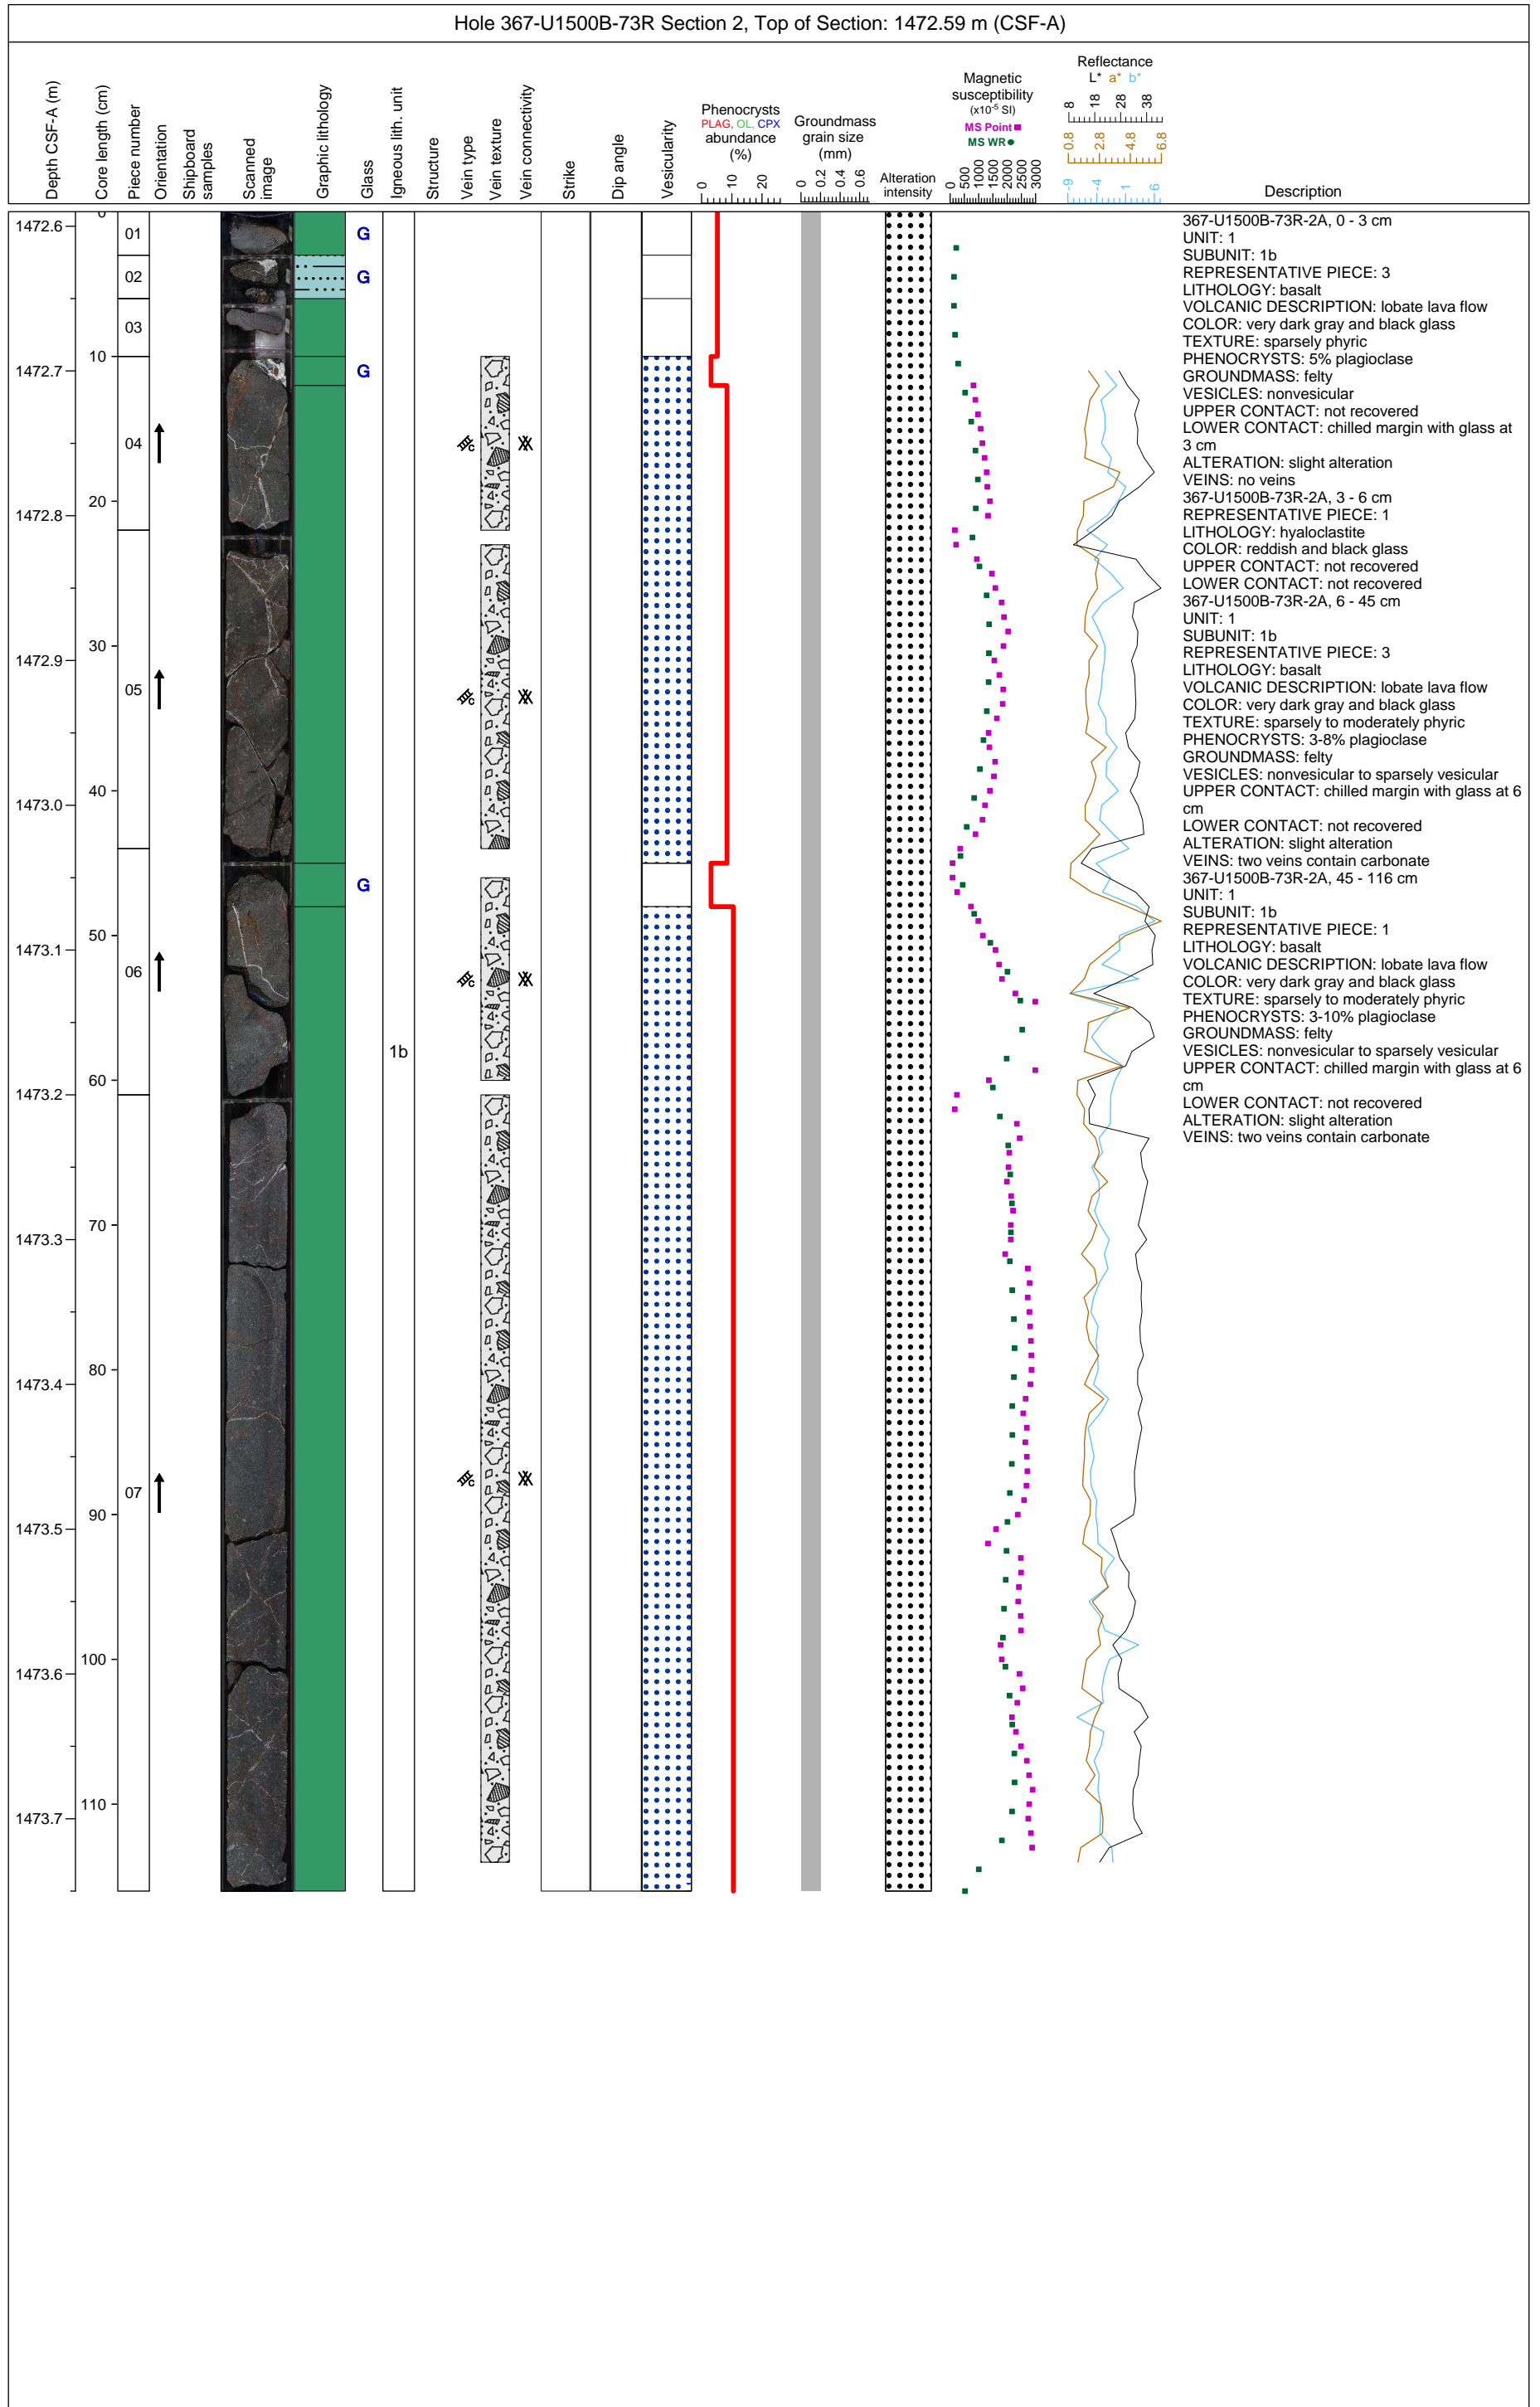 Hole 367-U1500B-73R Section 2, Top of Section: 1472.59 m (CSF-A)
Depth CSF-A (m)
Core length (cm)
Piece number
Orientation
Shipboard
samples
Scanned
image
Graphic lithology
Glass
Igneous lith. unit
Structure
Vein type
Vein texture
Vein connectivity
Strike
Dip angle
Vesicularity
Phenocrysts
PLAG, OL, CPX
abundance
(%)
0 10 20
Groundmass
grain size
(mm)
0 0.2 0.4 0.6
Alteration
intensity
Magnetic
susceptibility
(x10-5 SI)
MS Point
MS WR
0 500 1000 1500 2000 2500 3000
Reflectance
L* a* b*
8 18 28 38
0.8 2.8 4.8 6.8
-9 -4 1 6
Description
1472.6
1472.7
1472.8
1472.9
1473.0
1473.1
1473.2
1473.3
1473.4
1473.5
1473.6
1473.7
0
10
20
30
40
50
60
70
80
90
100
110
01
02
03
04
05
06
07
G
G
G
G
1b
c
c
c
c
367-U1500B-73R-2A, 0 - 3 cm
UNIT: 1
SUBUNIT: 1b
REPRESENTATIVE PIECE: 3
LITHOLOGY: basalt
VOLCANIC DESCRIPTION: lobate lava flow
COLOR: very dark gray and black glass
TEXTURE: sparsely phyric
PHENOCRYSTS: 5% plagioclase
GROUNDMASS: felty
VESICLES: nonvesicular
UPPER CONTACT: not recovered
LOWER CONTACT: chilled margin with glass at
3 cm
ALTERATION: slight alteration
VEINS: no veins
367-U1500B-73R-2A, 3 - 6 cm
REPRESENTATIVE PIECE: 1
LITHOLOGY: hyaloclastite
COLOR: reddish and black glass
UPPER CONTACT: not recovered
LOWER CONTACT: not recovered
367-U1500B-73R-2A, 6 - 45 cm
UNIT: 1
SUBUNIT: 1b
REPRESENTATIVE PIECE: 3
LITHOLOGY: basalt
VOLCANIC DESCRIPTION: lobate lava flow
COLOR: very dark gray and black glass
TEXTURE: sparsely to moderately phyric
PHENOCRYSTS: 3-8% plagioclase
GROUNDMASS: felty
VESICLES: nonvesicular to sparsely vesicular
UPPER CONTACT: chilled margin with glass at 6
cm
LOWER CONTACT: not recovered
ALTERATION: slight alteration
VEINS: two veins contain carbonate
367-U1500B-73R-2A, 45 - 116 cm
UNIT: 1
SUBUNIT: 1b
REPRESENTATIVE PIECE: 1
LITHOLOGY: basalt
VOLCANIC DESCRIPTION: lobate lava flow
COLOR: very dark gray and black glass
TEXTURE: sparsely to moderately phyric
PHENOCRYSTS: 3-10% plagioclase
GROUNDMASS: felty
VESICLES: nonvesicular to sparsely vesicular
UPPER CONTACT: chilled margin with glass at 6
cm
LOWER CONTACT: not recovered
ALTERATION: slight alteration
VEINS: two veins contain carbonate